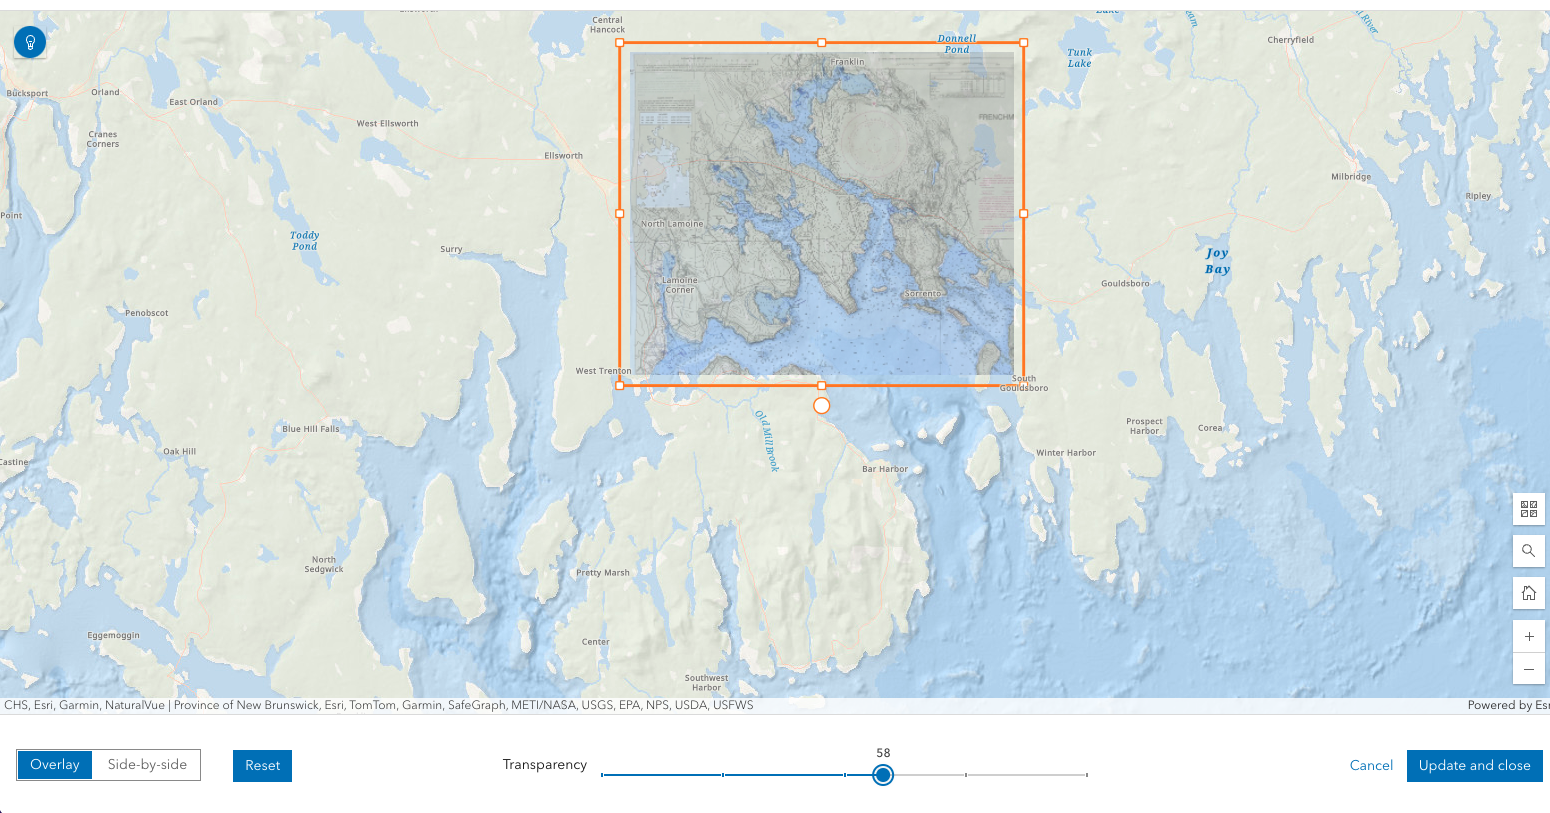 Central
Hancock
Lake
Donnell
Pond
Tunk
Lake
Cherryfield
Franklin
Bucksport
Orland
East Orland
FRENCHM
West Ellsworth
Cranes
Corners
Ellsworth
Milbridge
Ripley
Point
North Lamoine
Toddy
Pond
Surry
Joy
Bay
Lamoine
Corner
Sorrento
Gouldsboro
Penobscot
West Trenton
South
Gouldsboro
Old Mill Brook
Blue Hill Falls
Prospect
Harbor
Corea
Oak Hill
Castine
Bar Harbor
Winter Harbor
North
Sedgwick
Pretty Marsh
Eggemoggin
Center
Southwest
Harbor
CHS, Esri, Garmin, NaturalVue | Province of New Brunswick, Esri, TomTom, Garmin, SafeGraph, METI/NASA, USGS, EPA, NPS, USDA, USFWS
Powered by Esr
58
Overlay
Side-by-side
Reset
Transparency
Cancel
Update and close